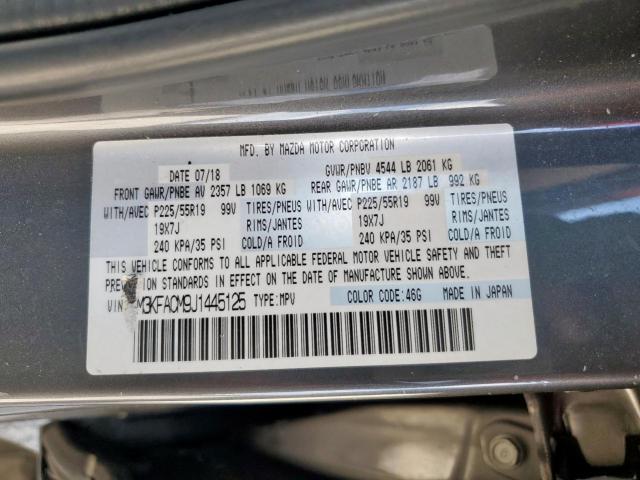 MFD. BY MAZDA MOTOR CORPORATION
DATE 07/18 GVWR/PNBV 4544 LB 2061 KG
FRONT GAWR/PNBE AV 2357 LB 1069 KG REAR GAWR/PNBE AR 2187 LB 992 KG
WITH/AVEC P225/55R19 99V TIRES/PNEUS WITH/AVEC P225/55R19 99V TIRES/PNEUS
19X7J RIMS/JANTES 19X7J RIMS/JANTES
240 KPA/35 PSI COLD/A FROID 240 KPA/35 PSI COLD/A FROID
THIS VEHICLE CONFORMS TO ALL APPLICABLE FEDERAL MOTOR VEHICLE SAFETY AND THEFT
PREVENTION STANDARDS IN EFFECT ON THE DATE OF MANUFACTURE SHOWN ABOVE.
VIN: M3KFACM9J1445125 TYPE:MPV COLOR CODE:46G MADE IN JAPAN